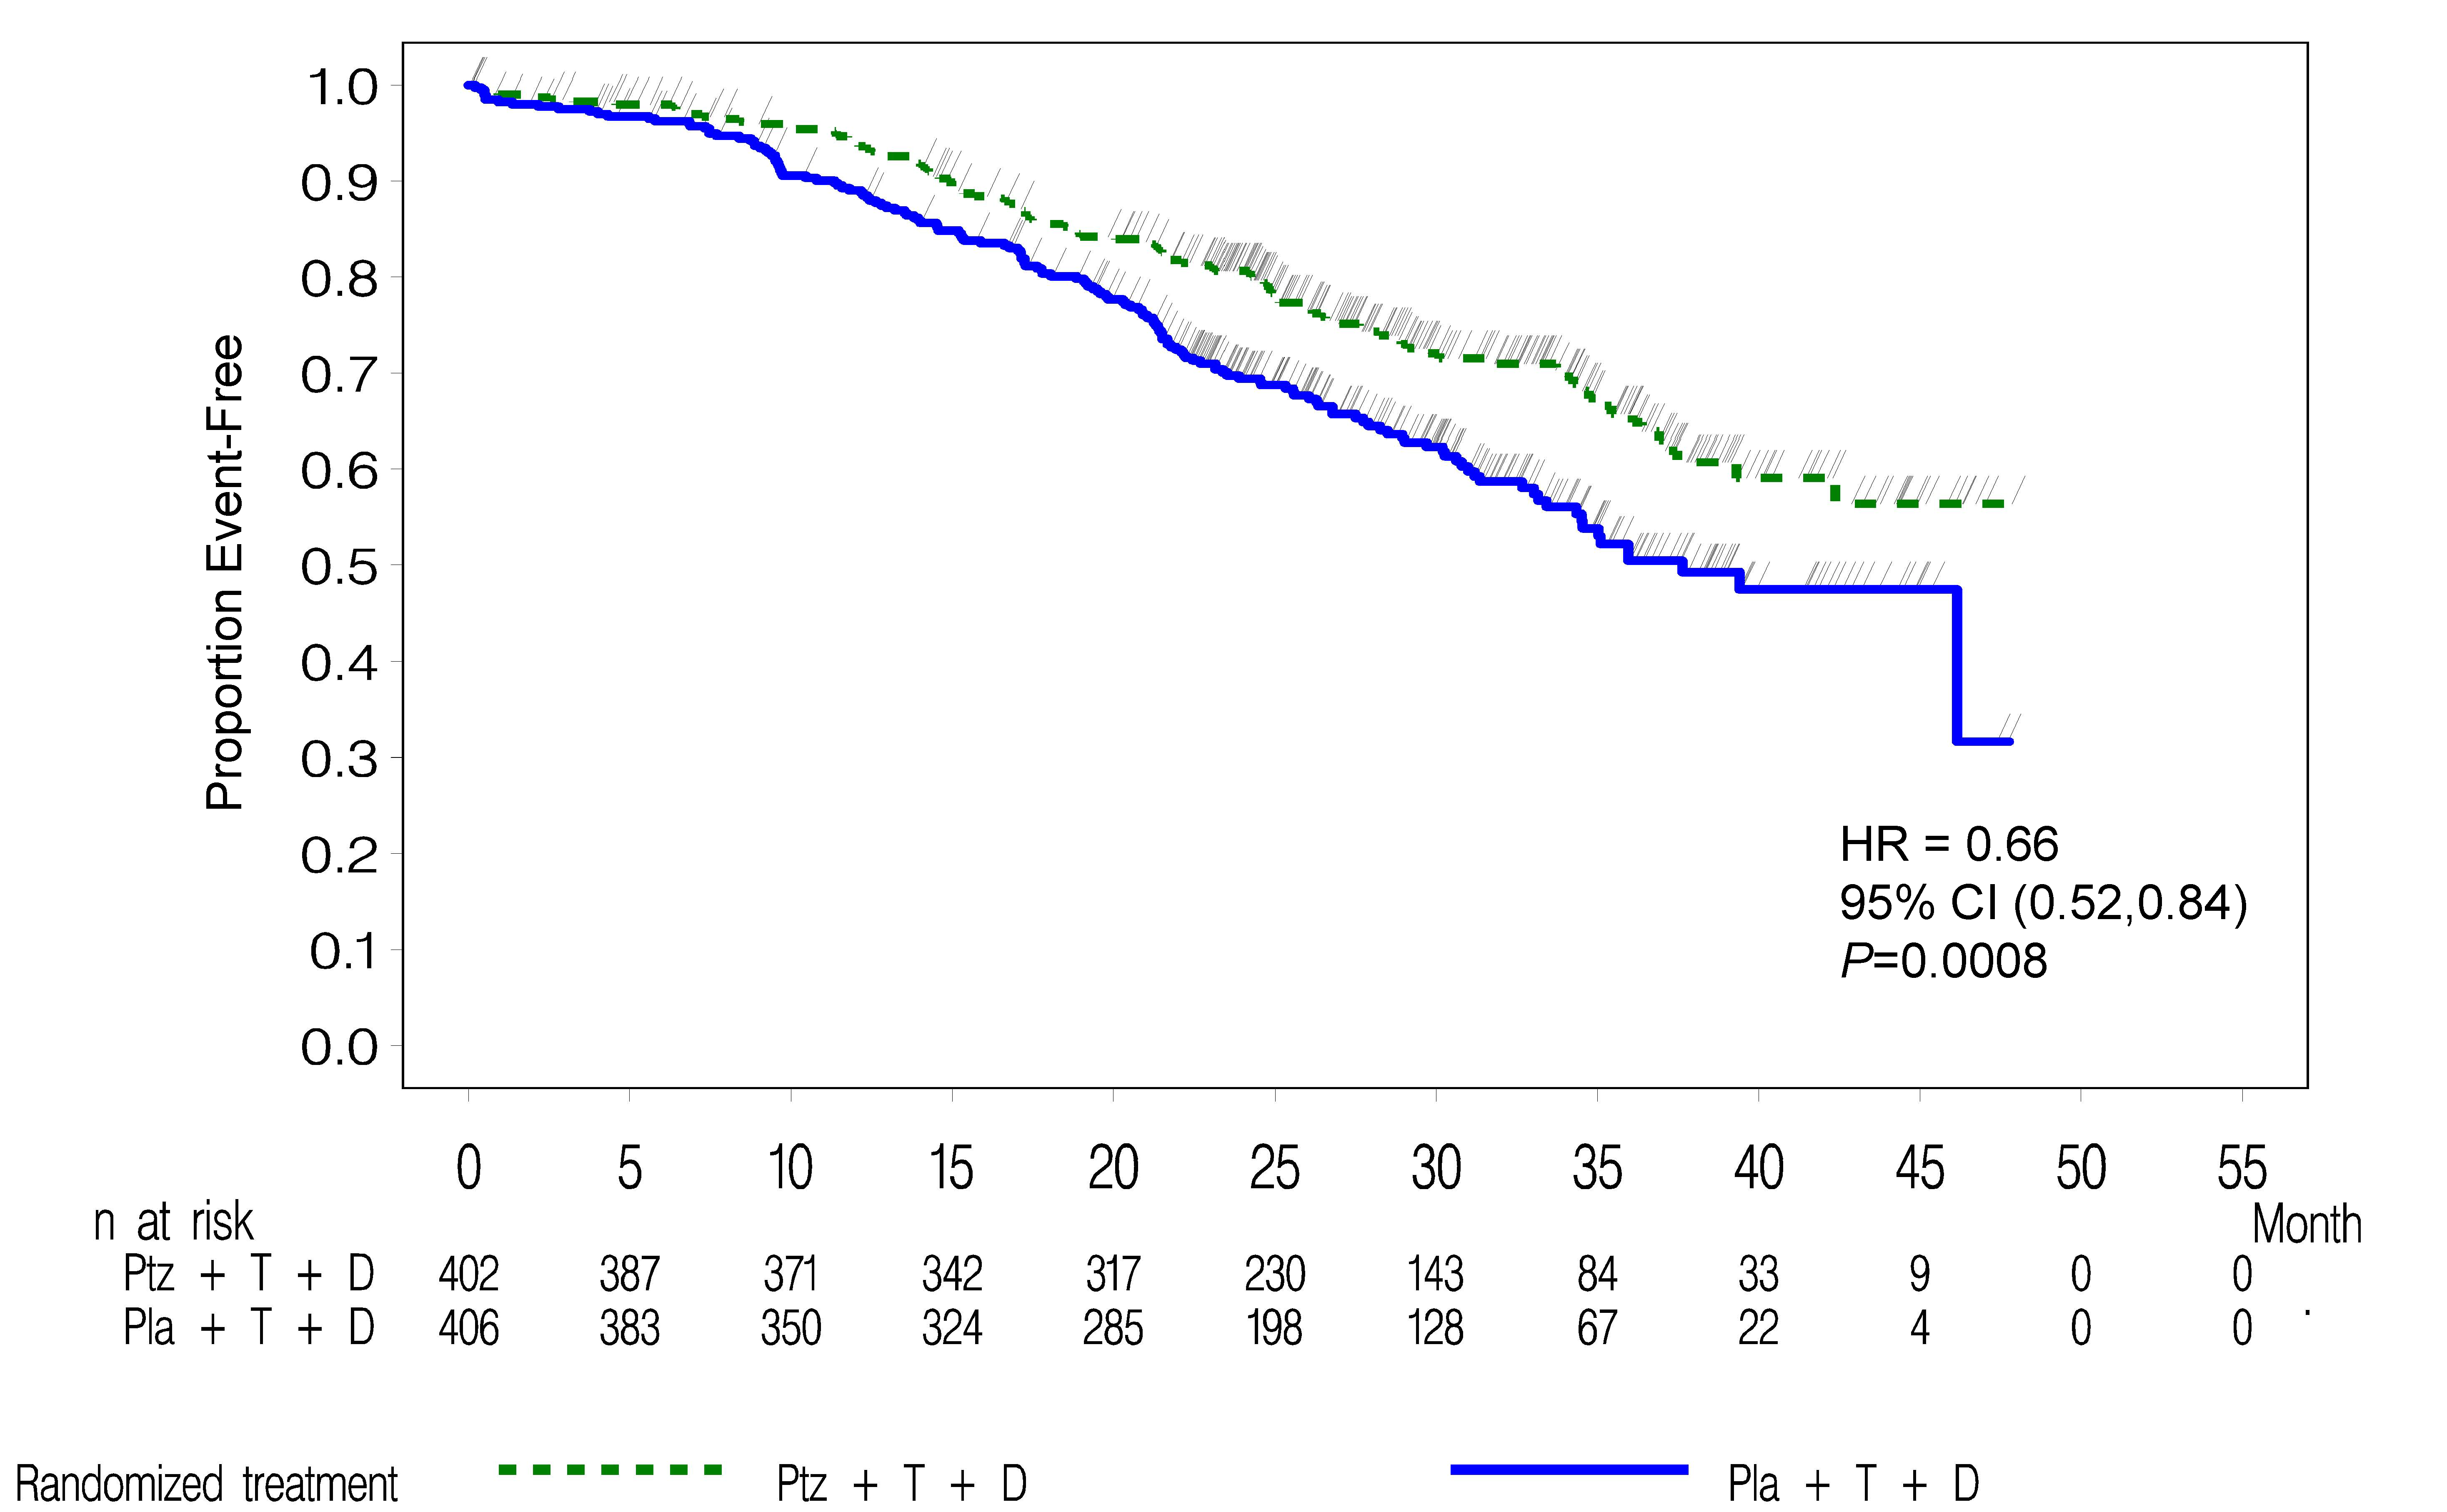 Proportion Event-Free
1.0
0.9
0.8
0.7
0.6
0.5
0.4
0.3
0.2
0.1
0.0
HR = 0.66
95% CI (0.52,0.84)
P=0.0008
0 5 10 15 20 25 30 35 40 45 50 55
n at risk Month
Ptz + T + D 402 387 371 342 317 230 143 84 33 9 0 0
Pla + T + D 406 383 350 324 285 198 128 67 22 4 0 0 .
Randomized treatment Ptz + T + D Pla + T + D